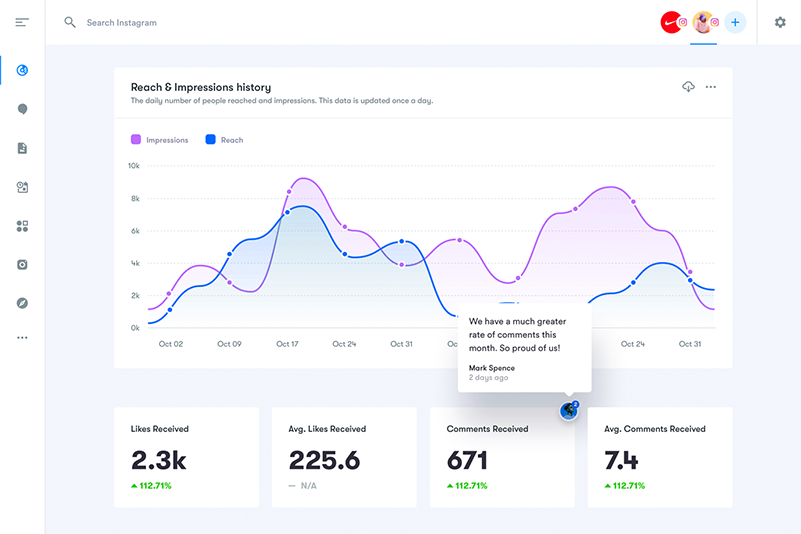 Search Instagram
+
Reach & Impressions history
The daily number of people reached and impressions. This data is updated once a day.
Impressions
Reach
10k
8k
6k
4k
2k
0k
Oct 02
Oct 09
Oct 17
Oct 24
Oct 31
Oc
Oct 24
Oct 31
We have a much greater
rate of comments this
month. So proud of us!
Mark Spence
2 days ago
2
Likes Received
2.3k
112.71%
Avg. Likes Received
225.6
— N/A
Comments Received
671
112.71%
Avg. Comments Received
7.4
112.71%